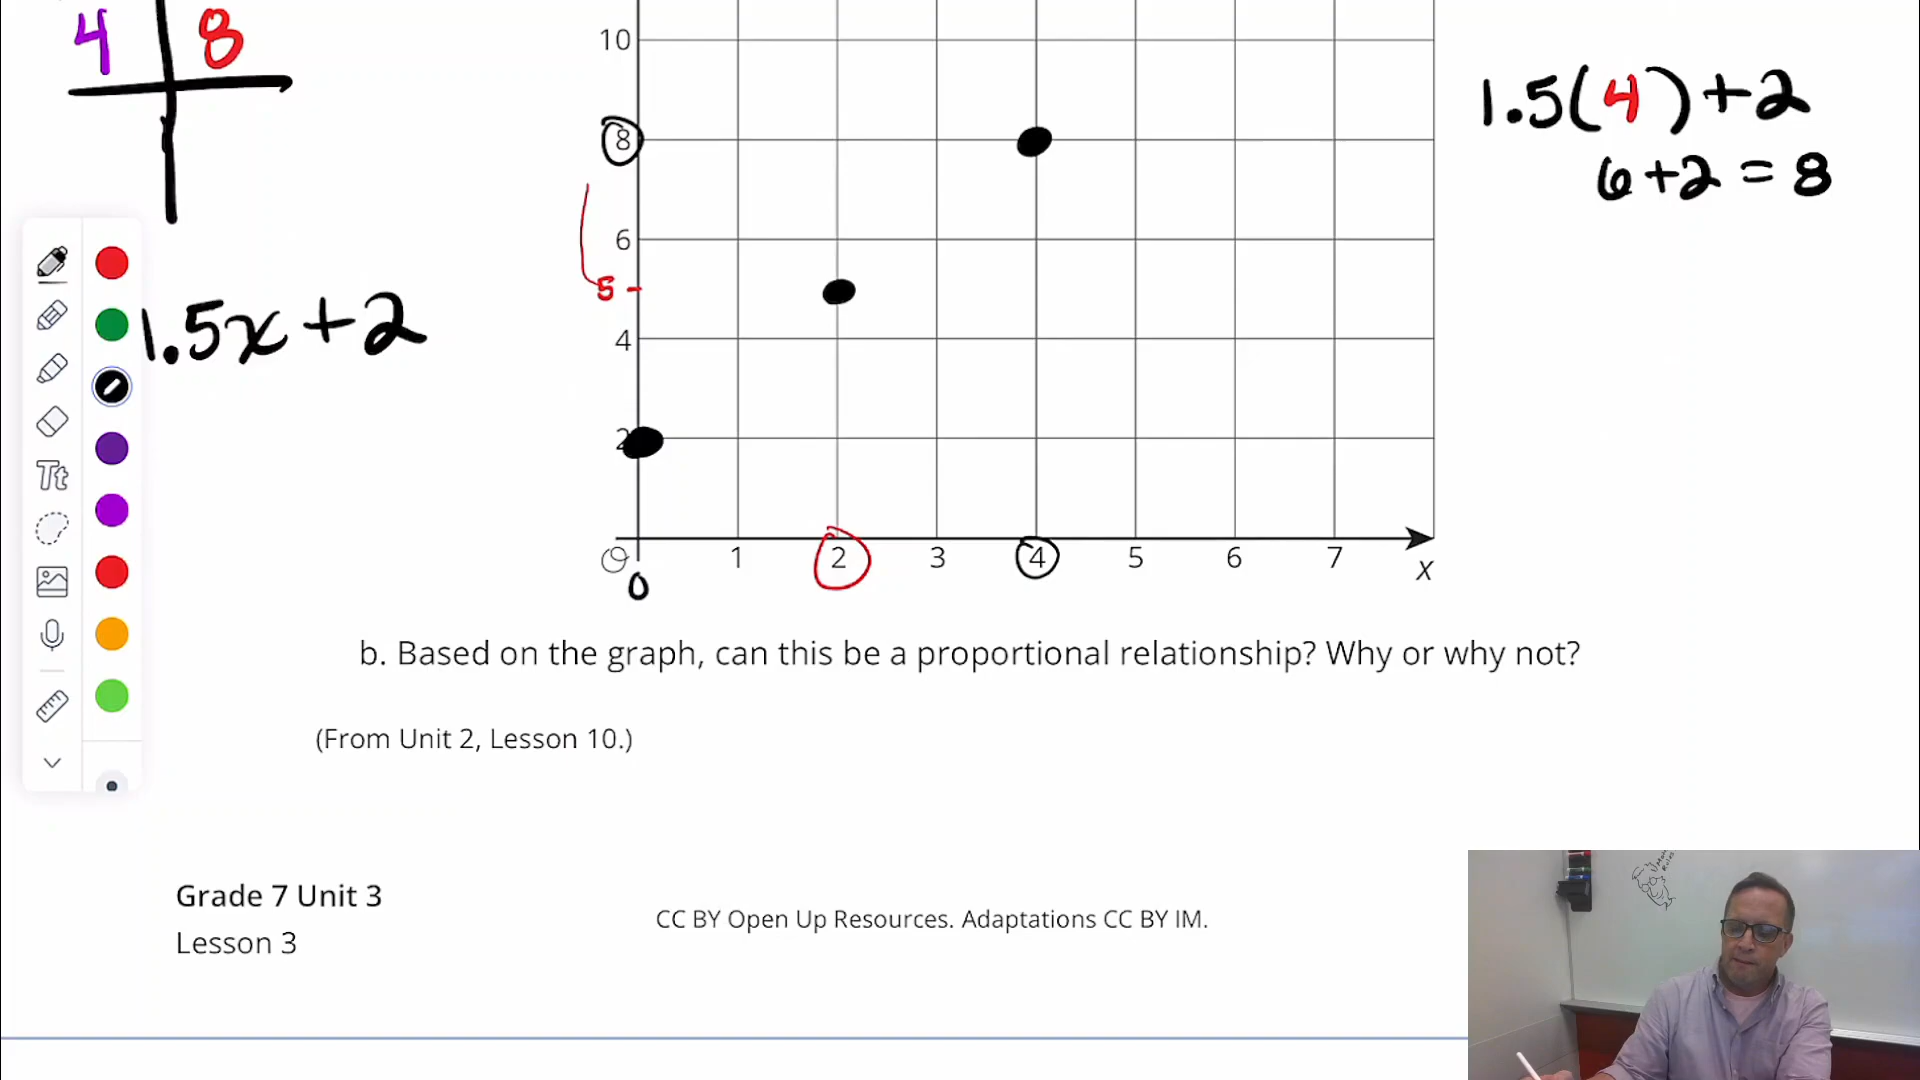 4 8
10
8
6
5
4
2
1.5(4)+2
6+2=8
1.5x+2
Tt
O 1 2 3 4 5 6 7 x
0
b. Based on the graph, can this be a proportional relationship? Why or why not?
(From Unit 2, Lesson 10.)
Grade 7 Unit 3
Lesson 3
CC BY Open Up Resources. Adaptations CC BY IM.